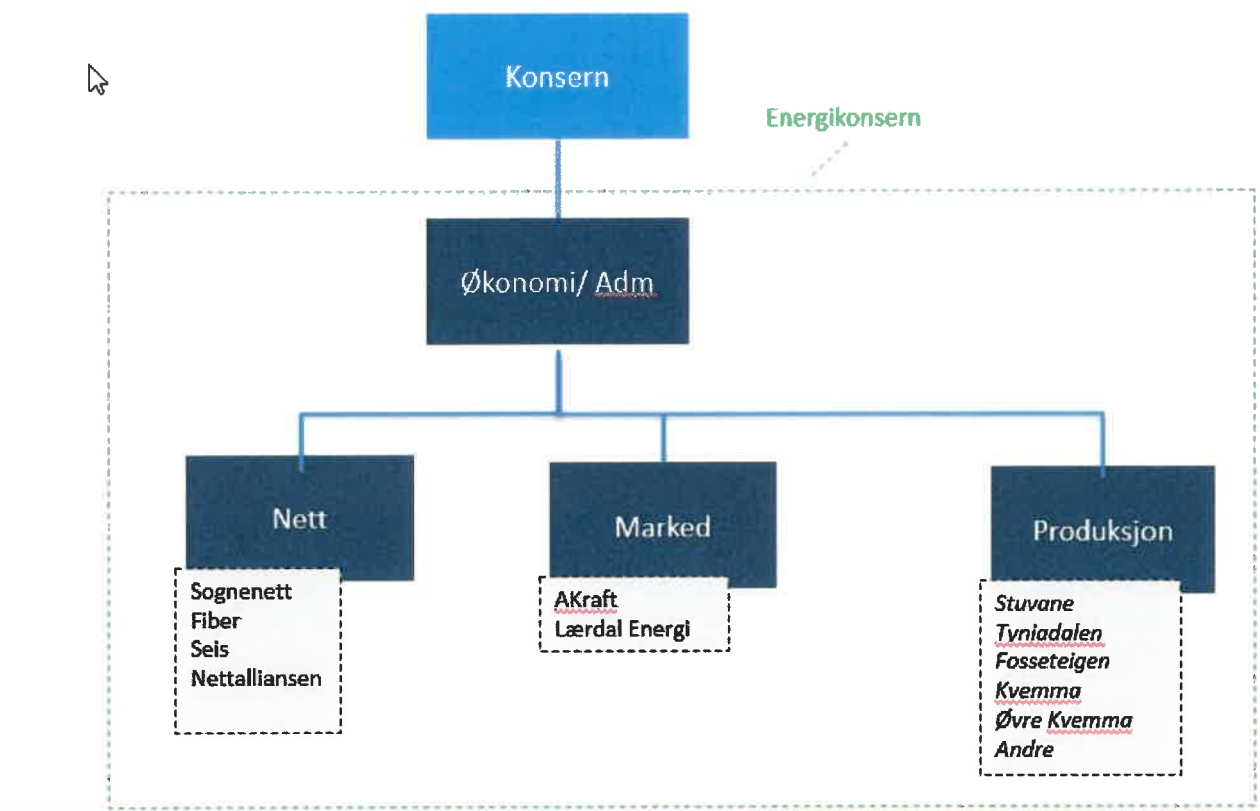 Konsern
Energikonsern
Økonomi/ Adm
Nett
Marked
Produksjon
Sognenett
Fiber
Seis
Nettalliansen
AKraft
Lærdal Energi
Stuvane
Tyniadalen
Fosseteigen
Kvemma
Øvre Kvemma
Andre